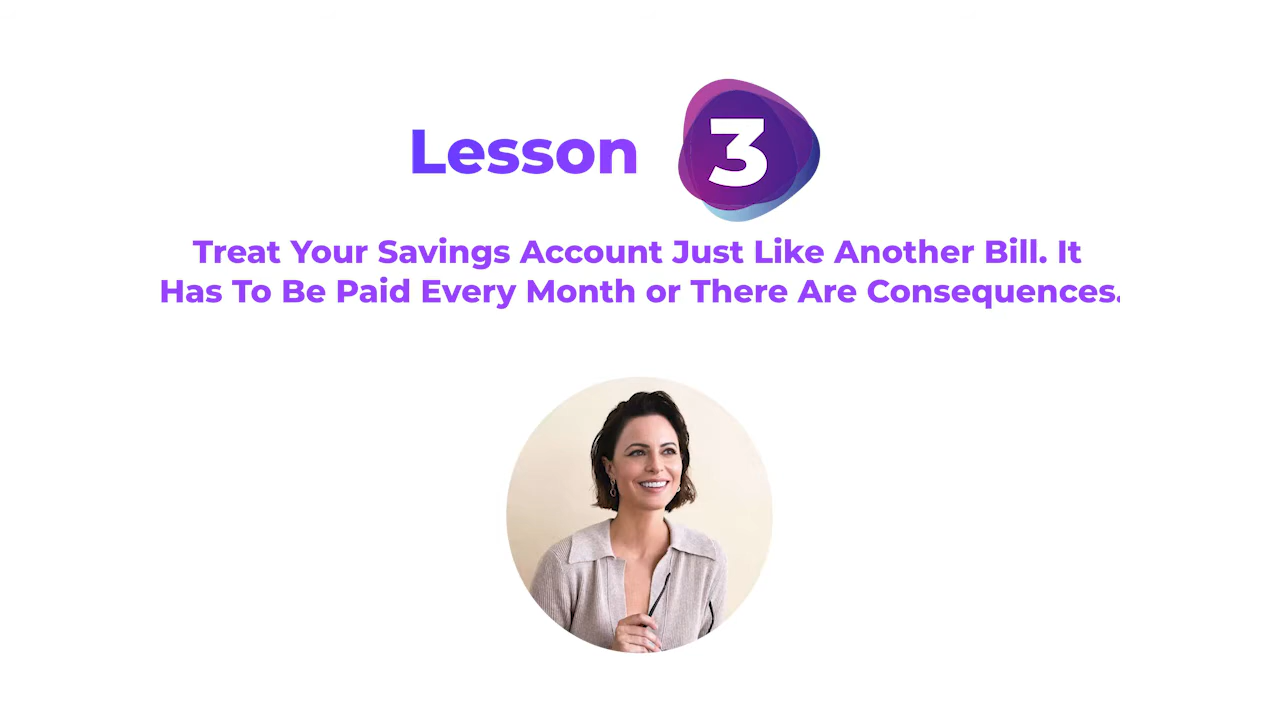 Lesson 3
Treat Your Savings Account Just Like Another Bill. It
Has To Be Paid Every Month or There Are Consequences.